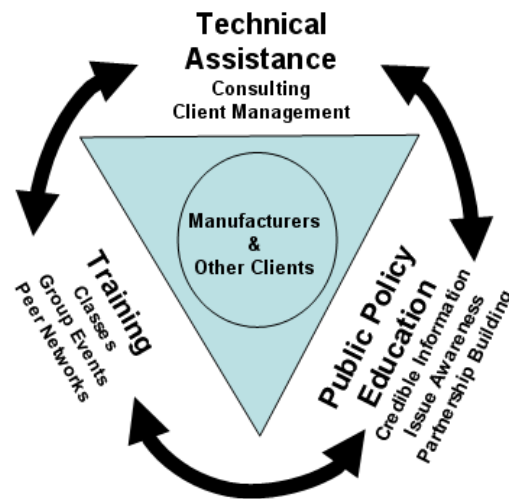 Technical
Assistance
Consulting
Client Management
Manufacturers
&
Other Clients
Training
Classes
Group Events
Peer Networks
Public Policy
Education
Credible Information
Issue Awareness
Partnership Building